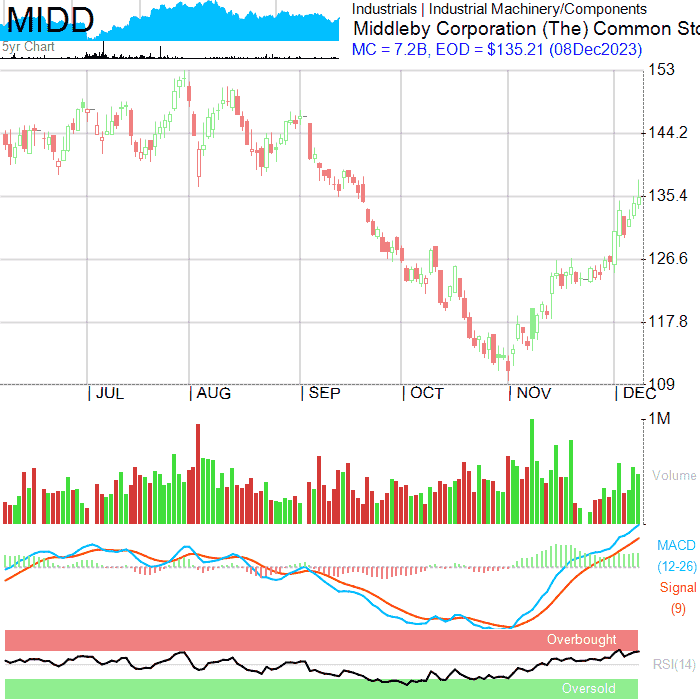 MIDD
5yr Chart
Industrials | Industrial Machinery/Components
Middleby Corporation (The) Common Sto
MC = 7.2B, EOD = $135.21 (08Dec2023)
153
144.2
135.4
126.6
117.8
109
| JUL | AUG | SEP | OCT | NOV | DEC
1M
Volume
MACD
(12-26)
Signal
(9)
Overbought
RSI(14)
Oversold